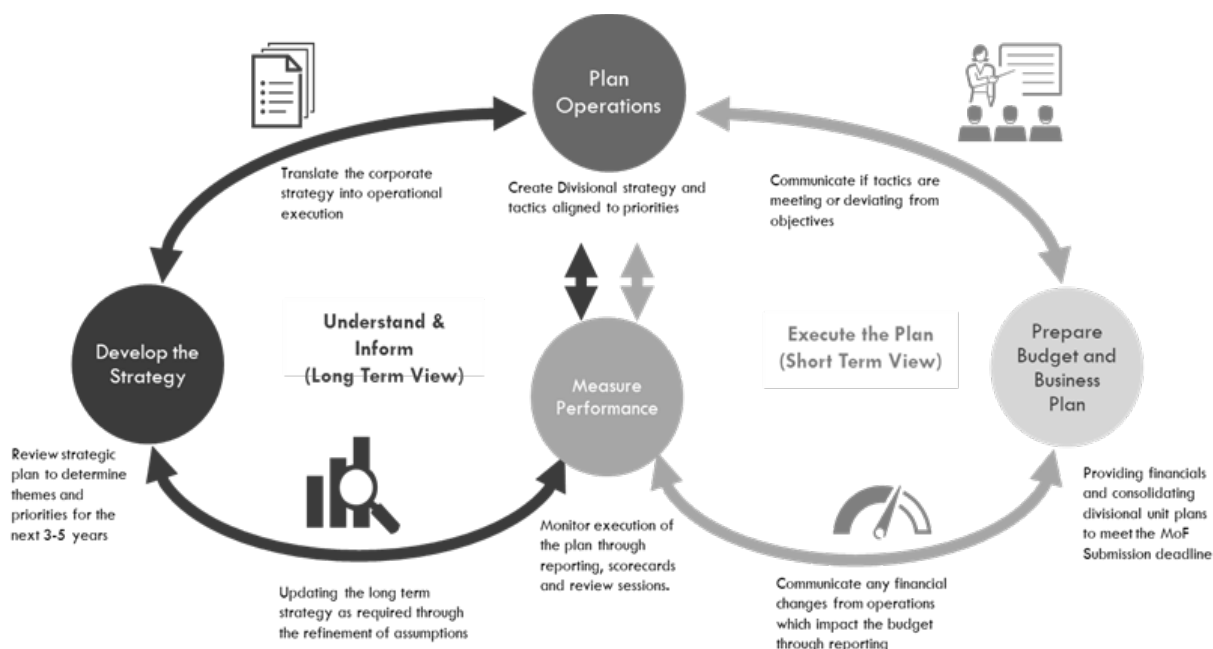 Plan
Operations
Translate the corporate
strategy into operational
execution
Create Divisional strategy and
tactics aligned to priorities
Communicate if tactics are
meeting or deviating from
objectives
Develop the
Strategy
Understand &
Inform
(Long Term View)
Measure
Performance
Execute the Plan
(Short Term View)
Prepare
Budget and
Business
Plan
Review strategic
plan to determine
themes and
priorities for the
next 3-5 years
Updating the long term
strategy as required through
the refinement of assumptions
Monitor execution of
the plan through
reporting, scorecards
and review sessions.
Communicate any financial
changes from operations
which impact the budget
through reporting
Providing financials
and consolidating
divisional unit plans
to meet the MoF
Submission deadline